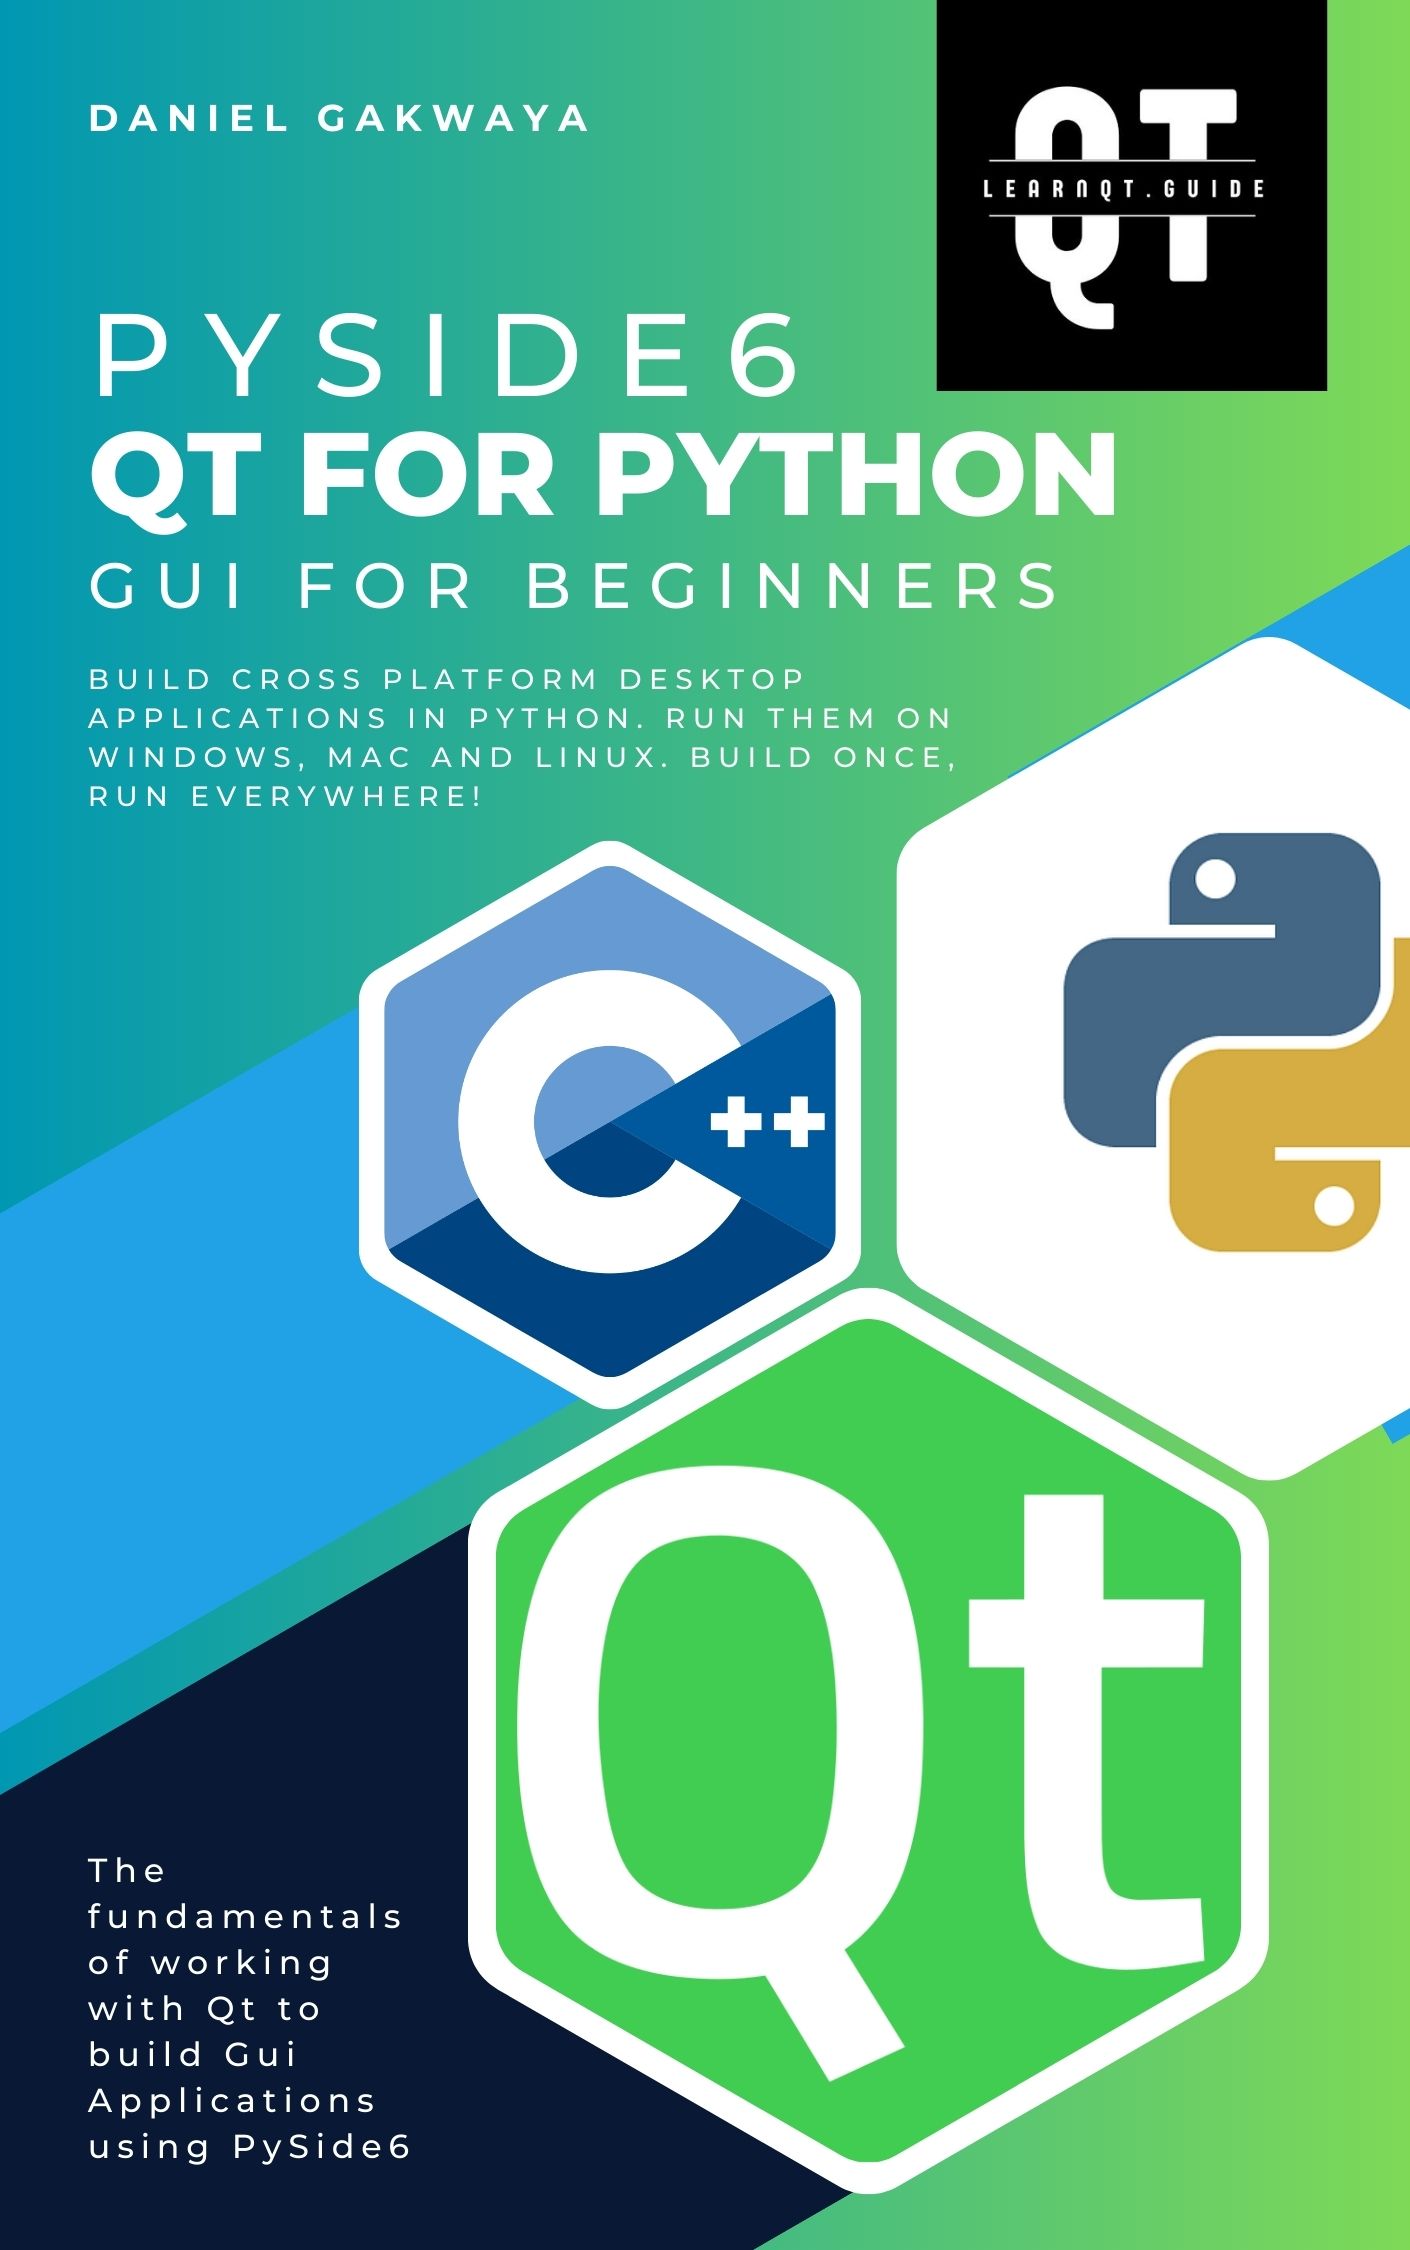 DANIEL GAKWAYA
QT
LEARNQT.GUIDE
PYSIDE6
QT FOR PYTHON
GUI FOR BEGINNERS
BUILD CROSS PLATFORM DESKTOP
APPLICATIONS IN PYTHON. RUN THEM ON
WINDOWS, MAC AND LINUX. BUILD ONCE,
RUN EVERYWHERE!
C++
Qt
The
fundamentals
of working
with Qt to
build Gui
Applications
using PySide6